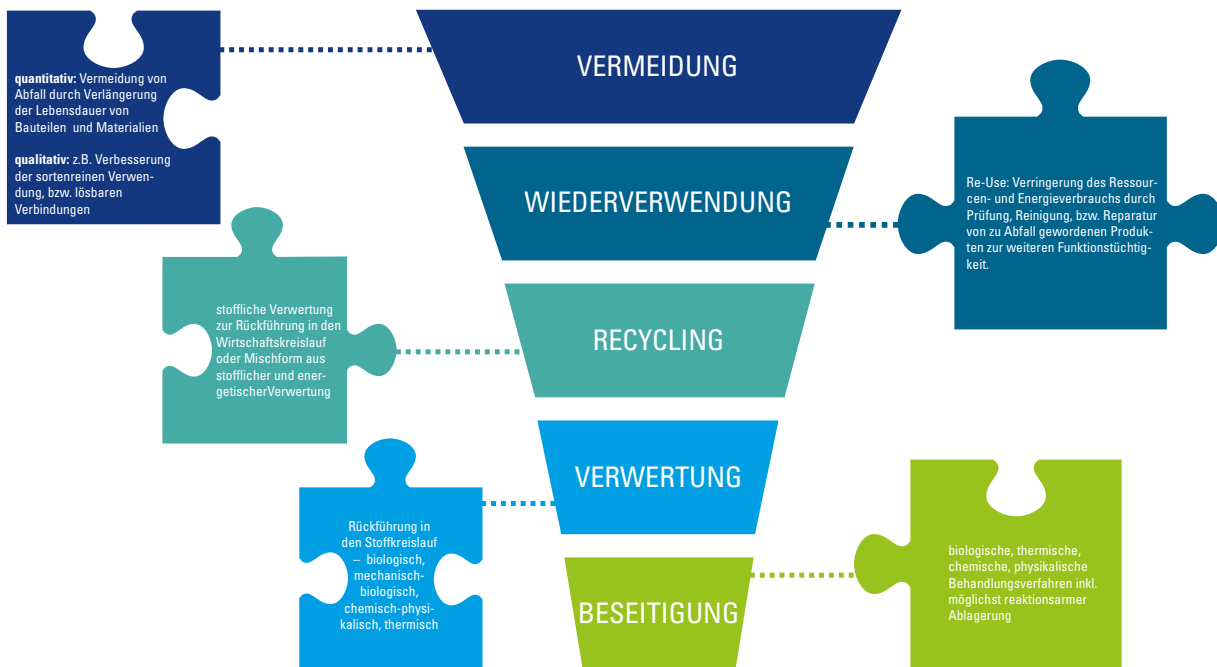 VERMEIDUNG
quantitativ: Vermeidung von
Abfall durch Verlängerung
der Lebensdauer von
Bauteilen und Materialien
qualitativ: z.B. Verbesserung
der sortenreinen Verwen-
dung, bzw. lösbaren
Verbindungen
WIEDERVERWENDUNG
Re-Use: Verringerung des Ressour-
cen- und Energieverbrauchs durch
Prüfung, Reinigung, bzw. Reparatur
von zu Abfall gewordenen Produk-
ten zur weiteren Funktionstüchtig-
keit.
RECYCLING
stoffliche Verwertung
zur Rückführung in den
Wirtschaftskreislauf
oder Mischform aus
stofflicher und ener-
getischerVerwertung
VERWERTUNG
Rückführung in
den Stoffkreislauf
– biologisch,
mechanisch-
biologisch,
chemisch-physi-
kalisch, thermisch
BESEITIGUNG
biologische, thermische,
chemische, physikalische
Behandlungsverfahren inkl.
möglichst reaktionsarmer
Ablagerung